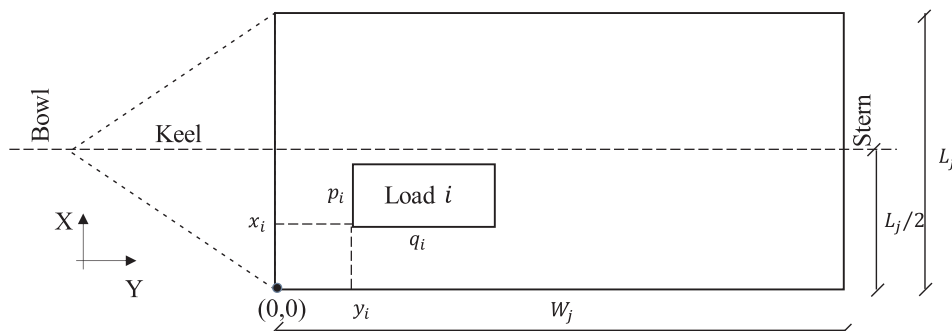 Bowl
Keel
Stern
L_j
p_i
Load i
x_i
q_i
L_j/2
X
Y
(0,0)
y_i
W_j